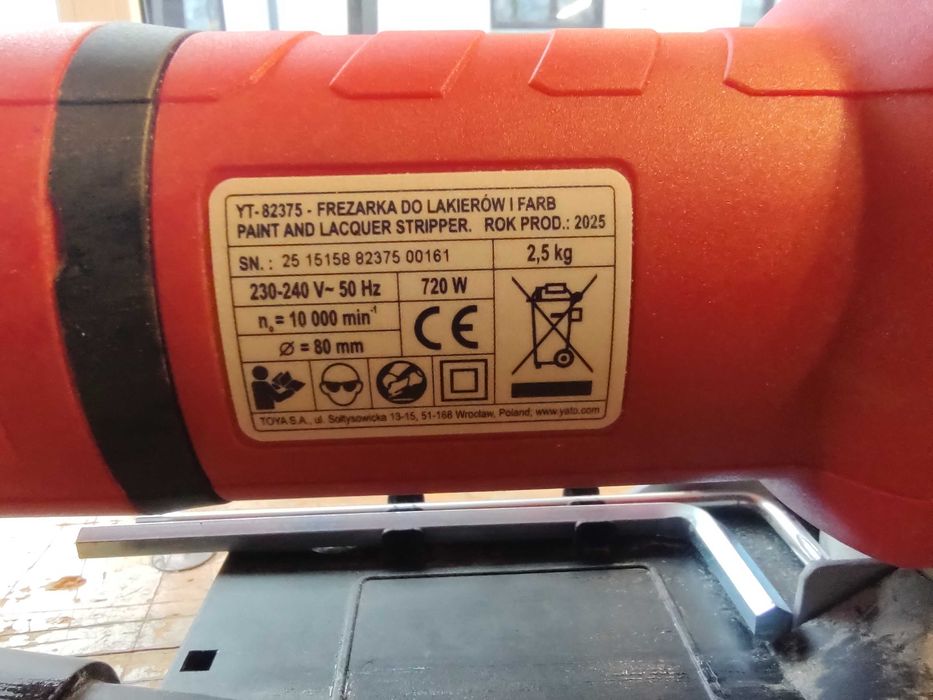 YT-82375 - FREZARKA DO LAKIERÓW I FARB
PAINT AND LACQUER STRIPPER. ROK PROD.: 2025
SN.: 25 15158 82375 00161
2,5 kg
230-240 V~ 50 Hz
720 W
n₀ = 10 000 min⁻¹
CE
Ø = 80 mm
TOYA S.A., ul. Sołtysowicka 13-15, 51-168 Wrocław, Poland; www.yato.com